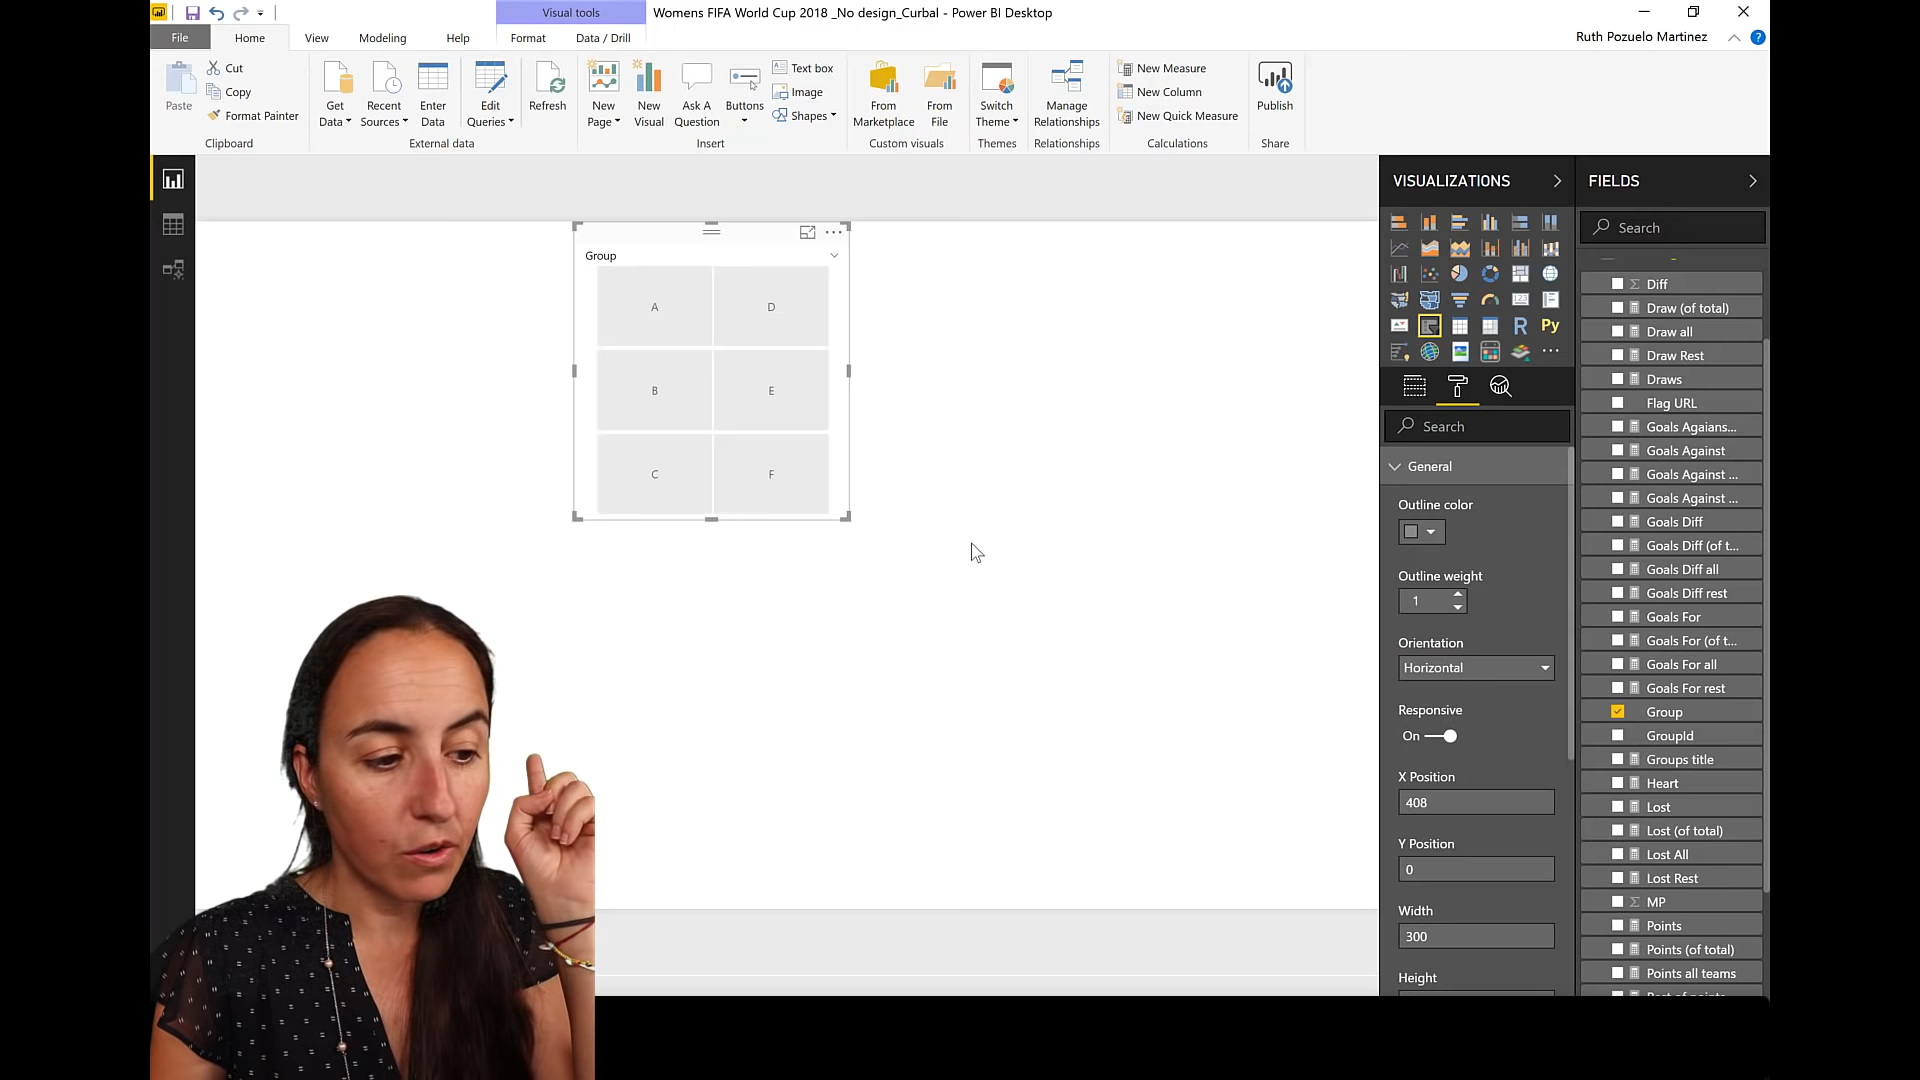 Visual tools
Womens FIFA World Cup 2018 _No design_Curbal - Power BI Desktop
File
Home
View
Modeling
Help
Format
Data / Drill
Ruth Pozuelo Martinez
Paste
Cut
Copy
Format Painter
Clipboard
Get Data
Recent Sources
Enter Data
Edit Queries
Refresh
External data
New Page
New Visual
Ask A Question
Buttons
Text box
Image
Shapes
Insert
From Marketplace
From File
Custom visuals
Switch Theme
Themes
Manage Relationships
Relationships
New Measure
New Column
New Quick Measure
Calculations
Publish
Share
Group
A
D
B
E
C
F
VISUALIZATIONS
R
Py
Search
General
Outline color
Outline weight
1
Orientation
Horizontal
Responsive
On
X Position
408
Y Position
0
Width
300
Height
FIELDS
Search
Diff
Draw (of total)
Draw all
Draw Rest
Draws
Flag URL
Goals Agaians...
Goals Against
Goals Against ...
Goals Against ...
Goals Diff
Goals Diff (of t...
Goals Diff all
Goals Diff rest
Goals For
Goals For (of t...
Goals For all
Goals For rest
Group
GroupId
Groups title
Heart
Lost
Lost (of total)
Lost All
Lost Rest
MP
Points
Points (of total)
Points all teams